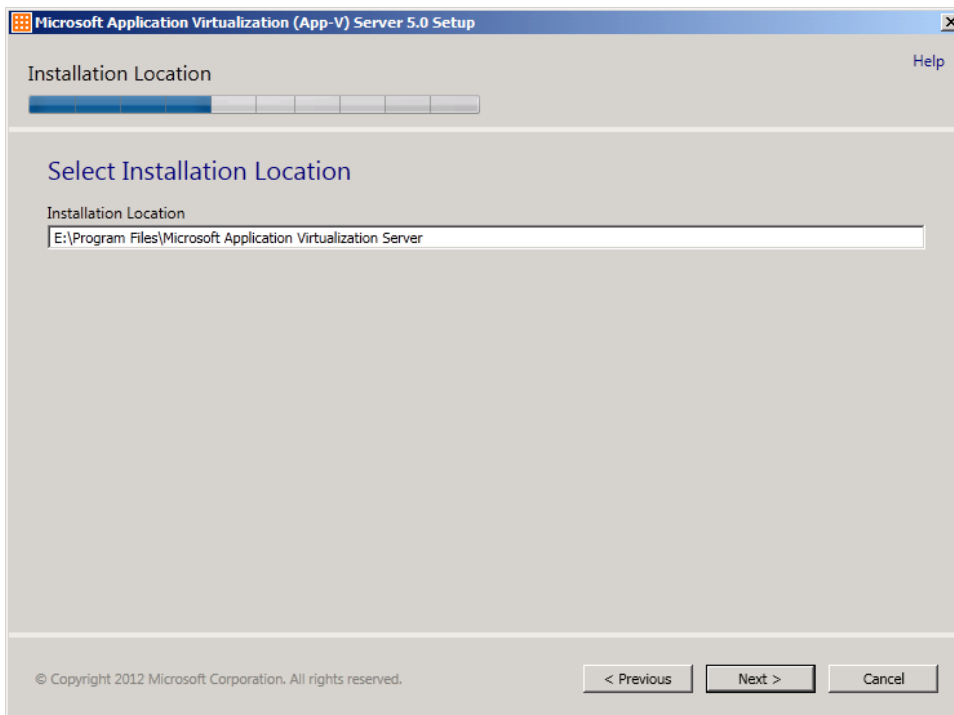 Microsoft Application Virtualization (App-V) Server 5.0 Setup
Help
Installation Location
Select Installation Location
Installation Location
E:\Program Files\Microsoft Application Virtualization Server
© Copyright 2012 Microsoft Corporation. All rights reserved.
< Previous
Next >
Cancel